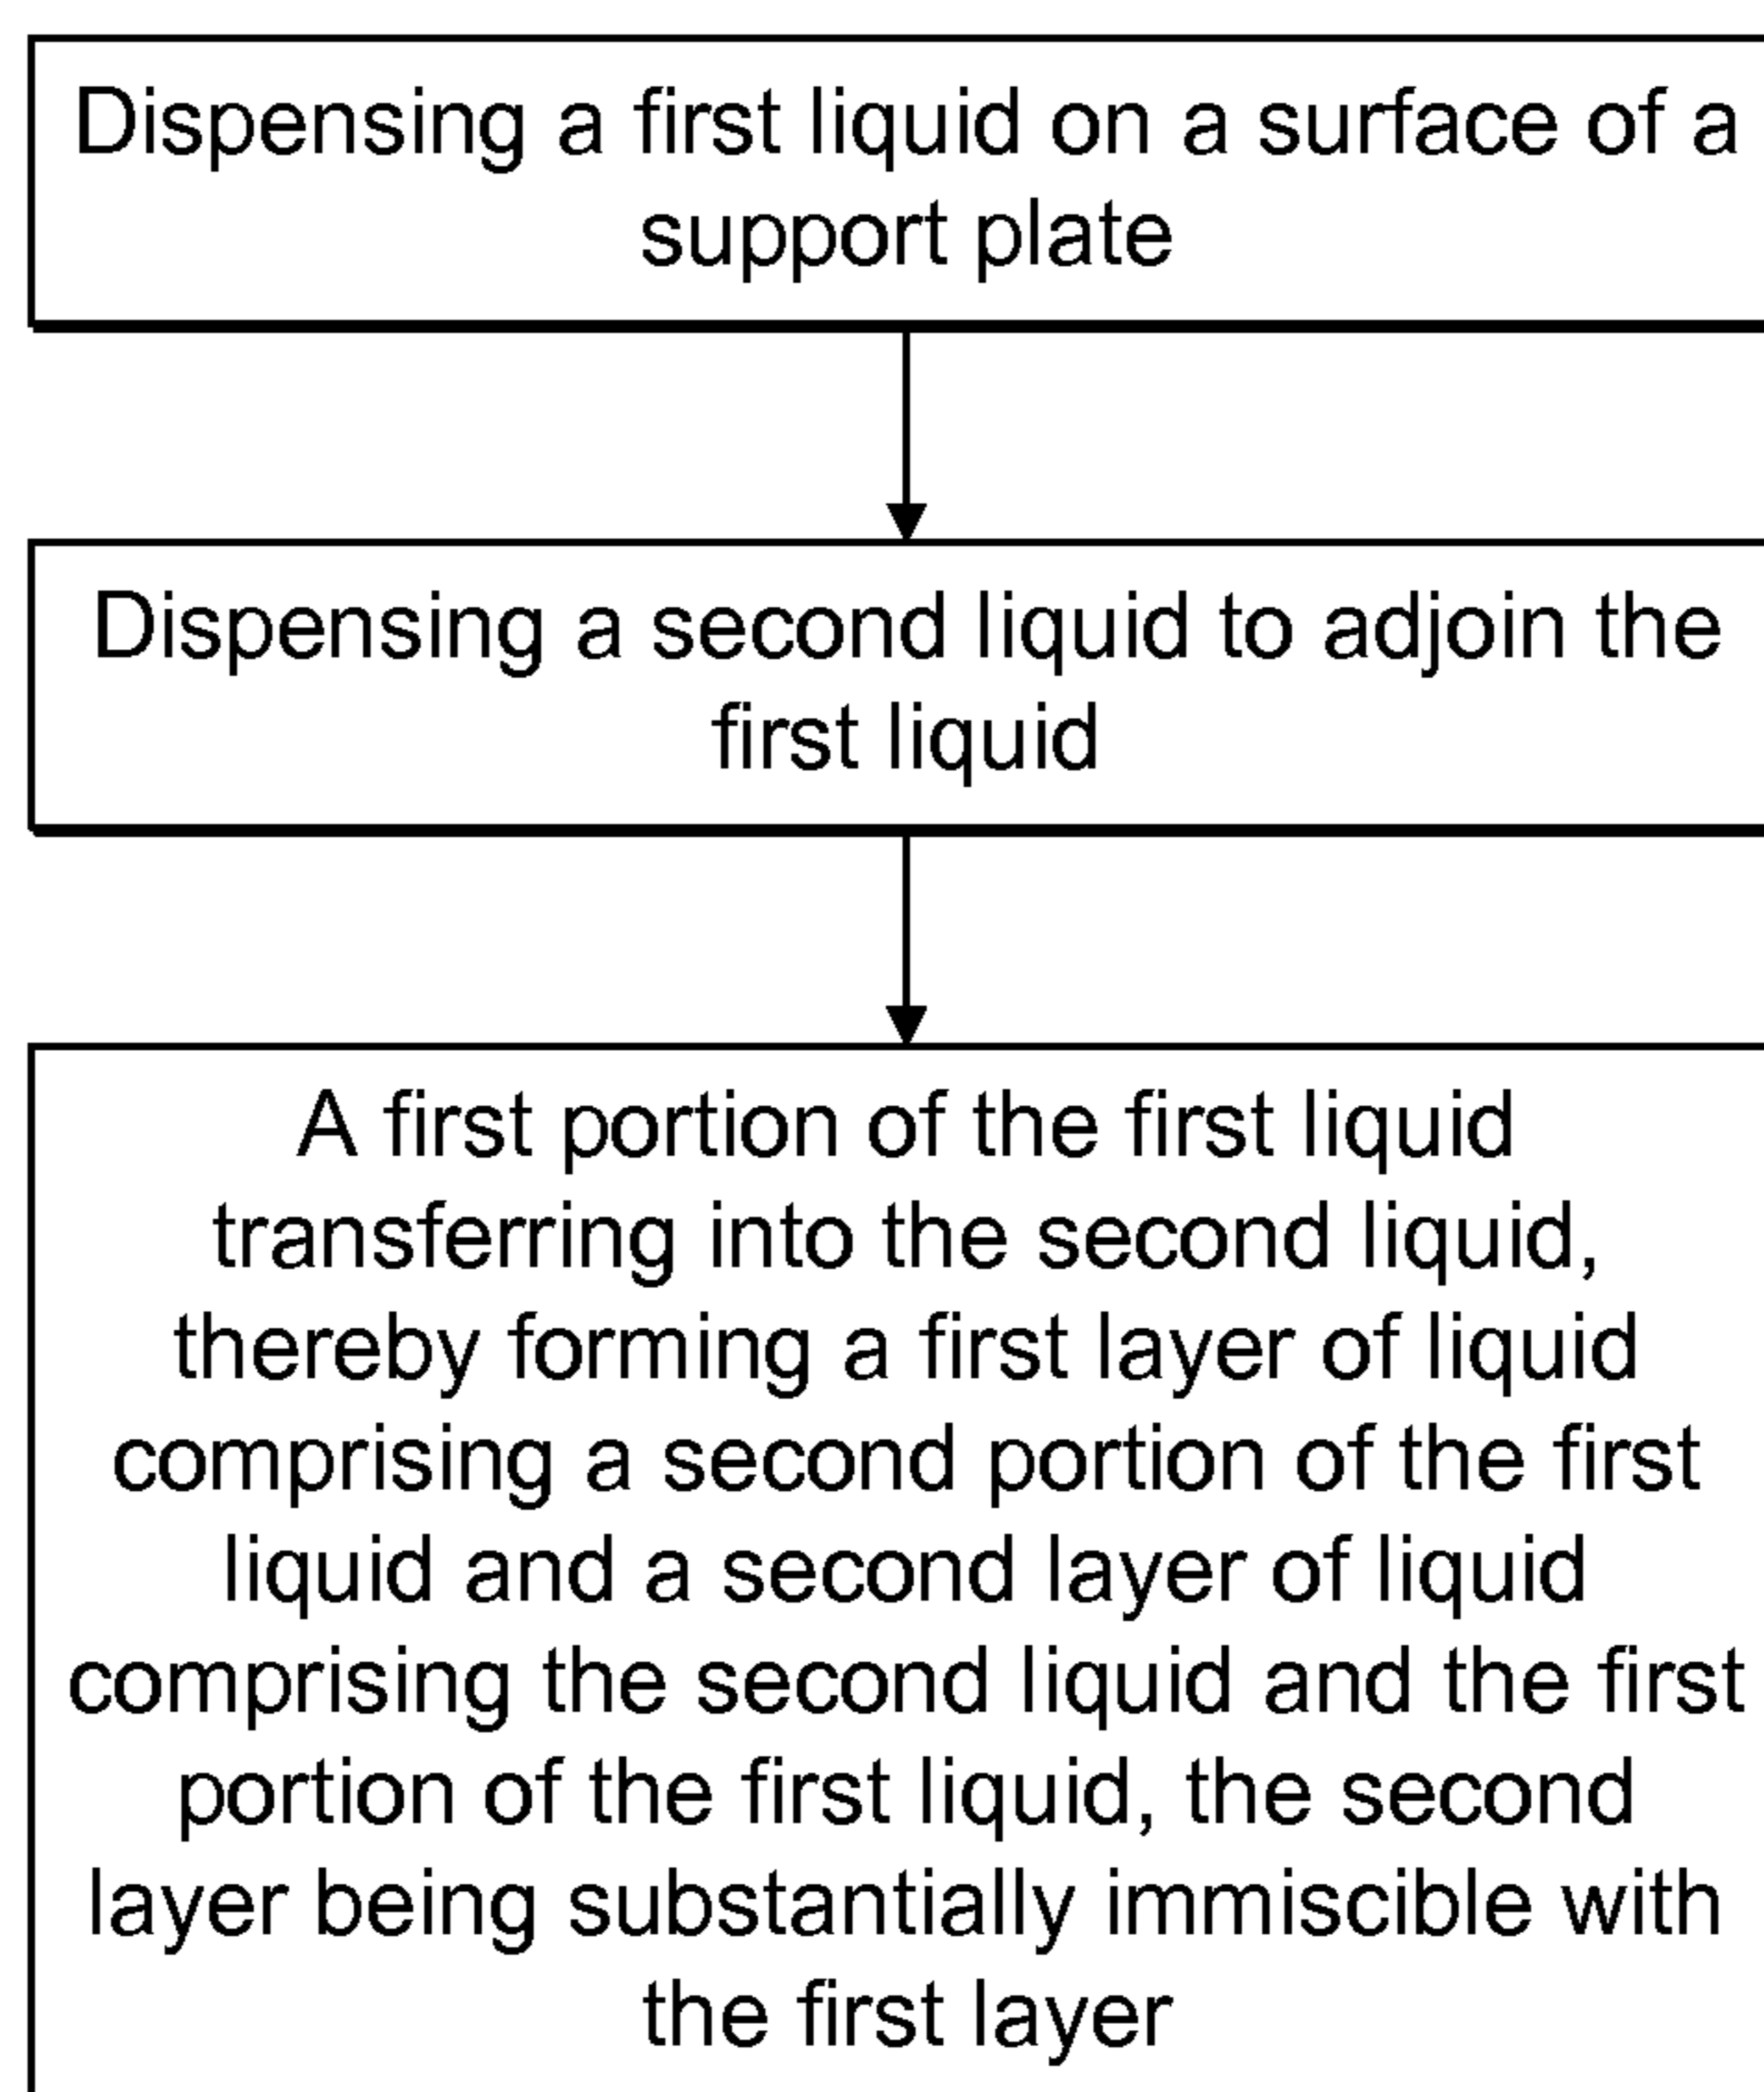 Dispensing a first liquid on a surface of a
support plate
Dispensing a second liquid to adjoin the
first liquid
A first portion of the first liquid
transferring into the second liquid,
thereby forming a first layer of liquid
comprising a second portion of the first
liquid and a second layer of liquid
comprising the second liquid and the first
portion of the first liquid, the second
layer being substantially immiscible with
the first layer